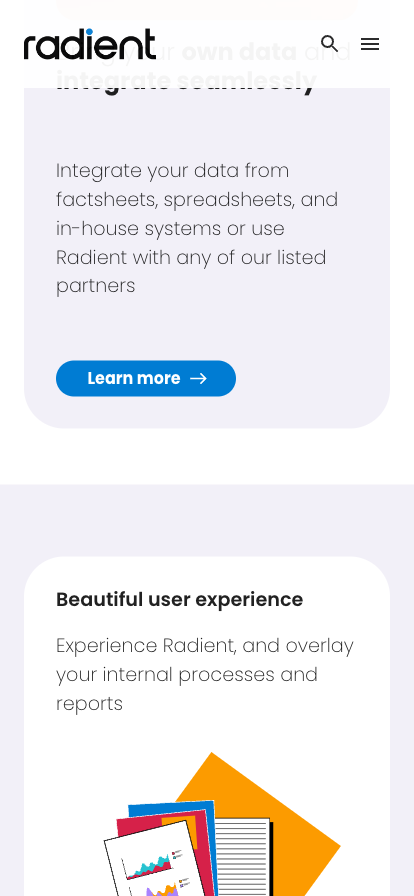 radient
your own data and
integrate seamlessly
Integrate your data from
factsheets, spreadsheets, and
in-house systems or use
Radient with any of our listed
partners
Learn more
Beautiful user experience
Experience Radient, and overlay
your internal processes and
reports